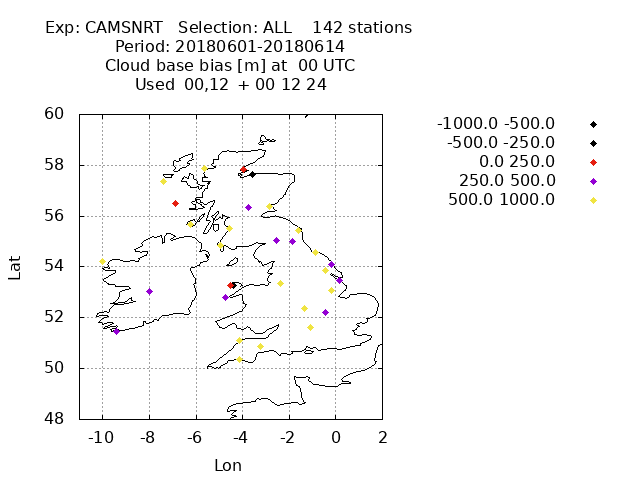 Exp: CAMSNRT   Selection: ALL    142 stations
Period: 20180601-20180614
Cloud base bias [m] at  00 UTC
Used  00,12  + 00 12 24
-1000.0 -500.0
-500.0 -250.0
0.0 250.0
250.0 500.0
500.0 1000.0
60
58
56
54
52
50
48
Lat
-10 -8 -6 -4 -2 0 2
Lon